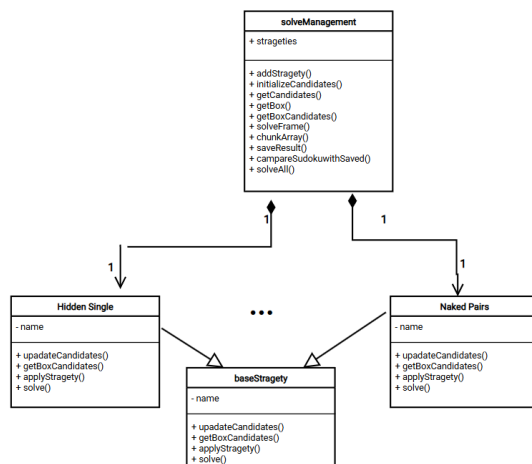 solveManagement
+ strageties
+ addStragety()
+ initializeCandidates()
+ getCandidates()
+ getBox()
+ getBoxCandidates()
+ solveFrame()
+ chunkArray()
+ saveResult()
+ campareSudokuwithSaved()
+ solveAll()
1
1
1
1
Hidden Single
- name
+ upadateCandidates()
+ getBoxCandidates()
+ applyStragety()
+ solve()
...
Naked Pairs
- name
+ upadateCandidates()
+ getBoxCandidates()
+ applyStragety()
+ solve()
baseStragety
- name
+ upadateCandidates()
+ getBoxCandidates()
+ applyStragety()
+ solve()